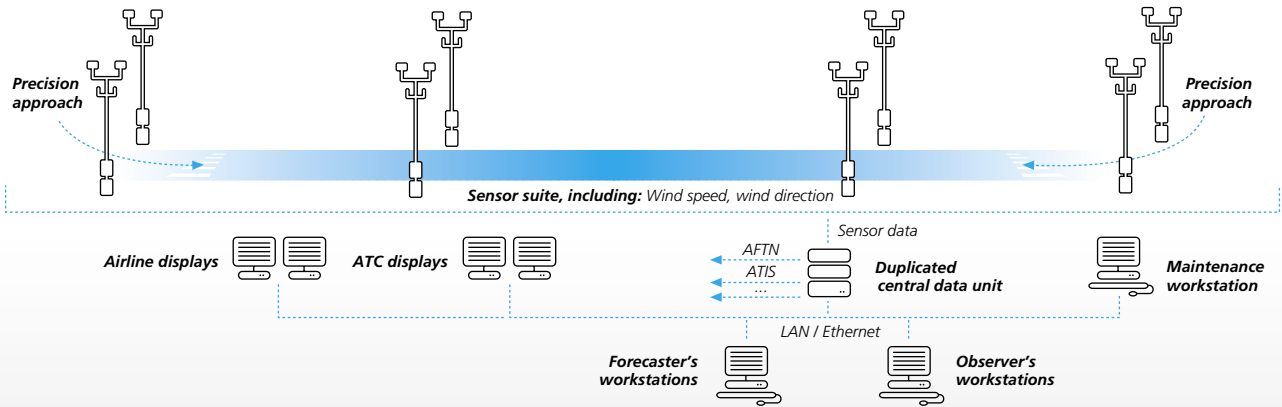 Precision
approach
Precision
approach
Sensor suite, including: Wind speed, wind direction
Sensor data
Airline displays
ATC displays
AFTN
ATIS
...
Duplicated
central data unit
Maintenance
workstation
LAN / Ethernet
Forecaster's
workstations
Observer's
workstations